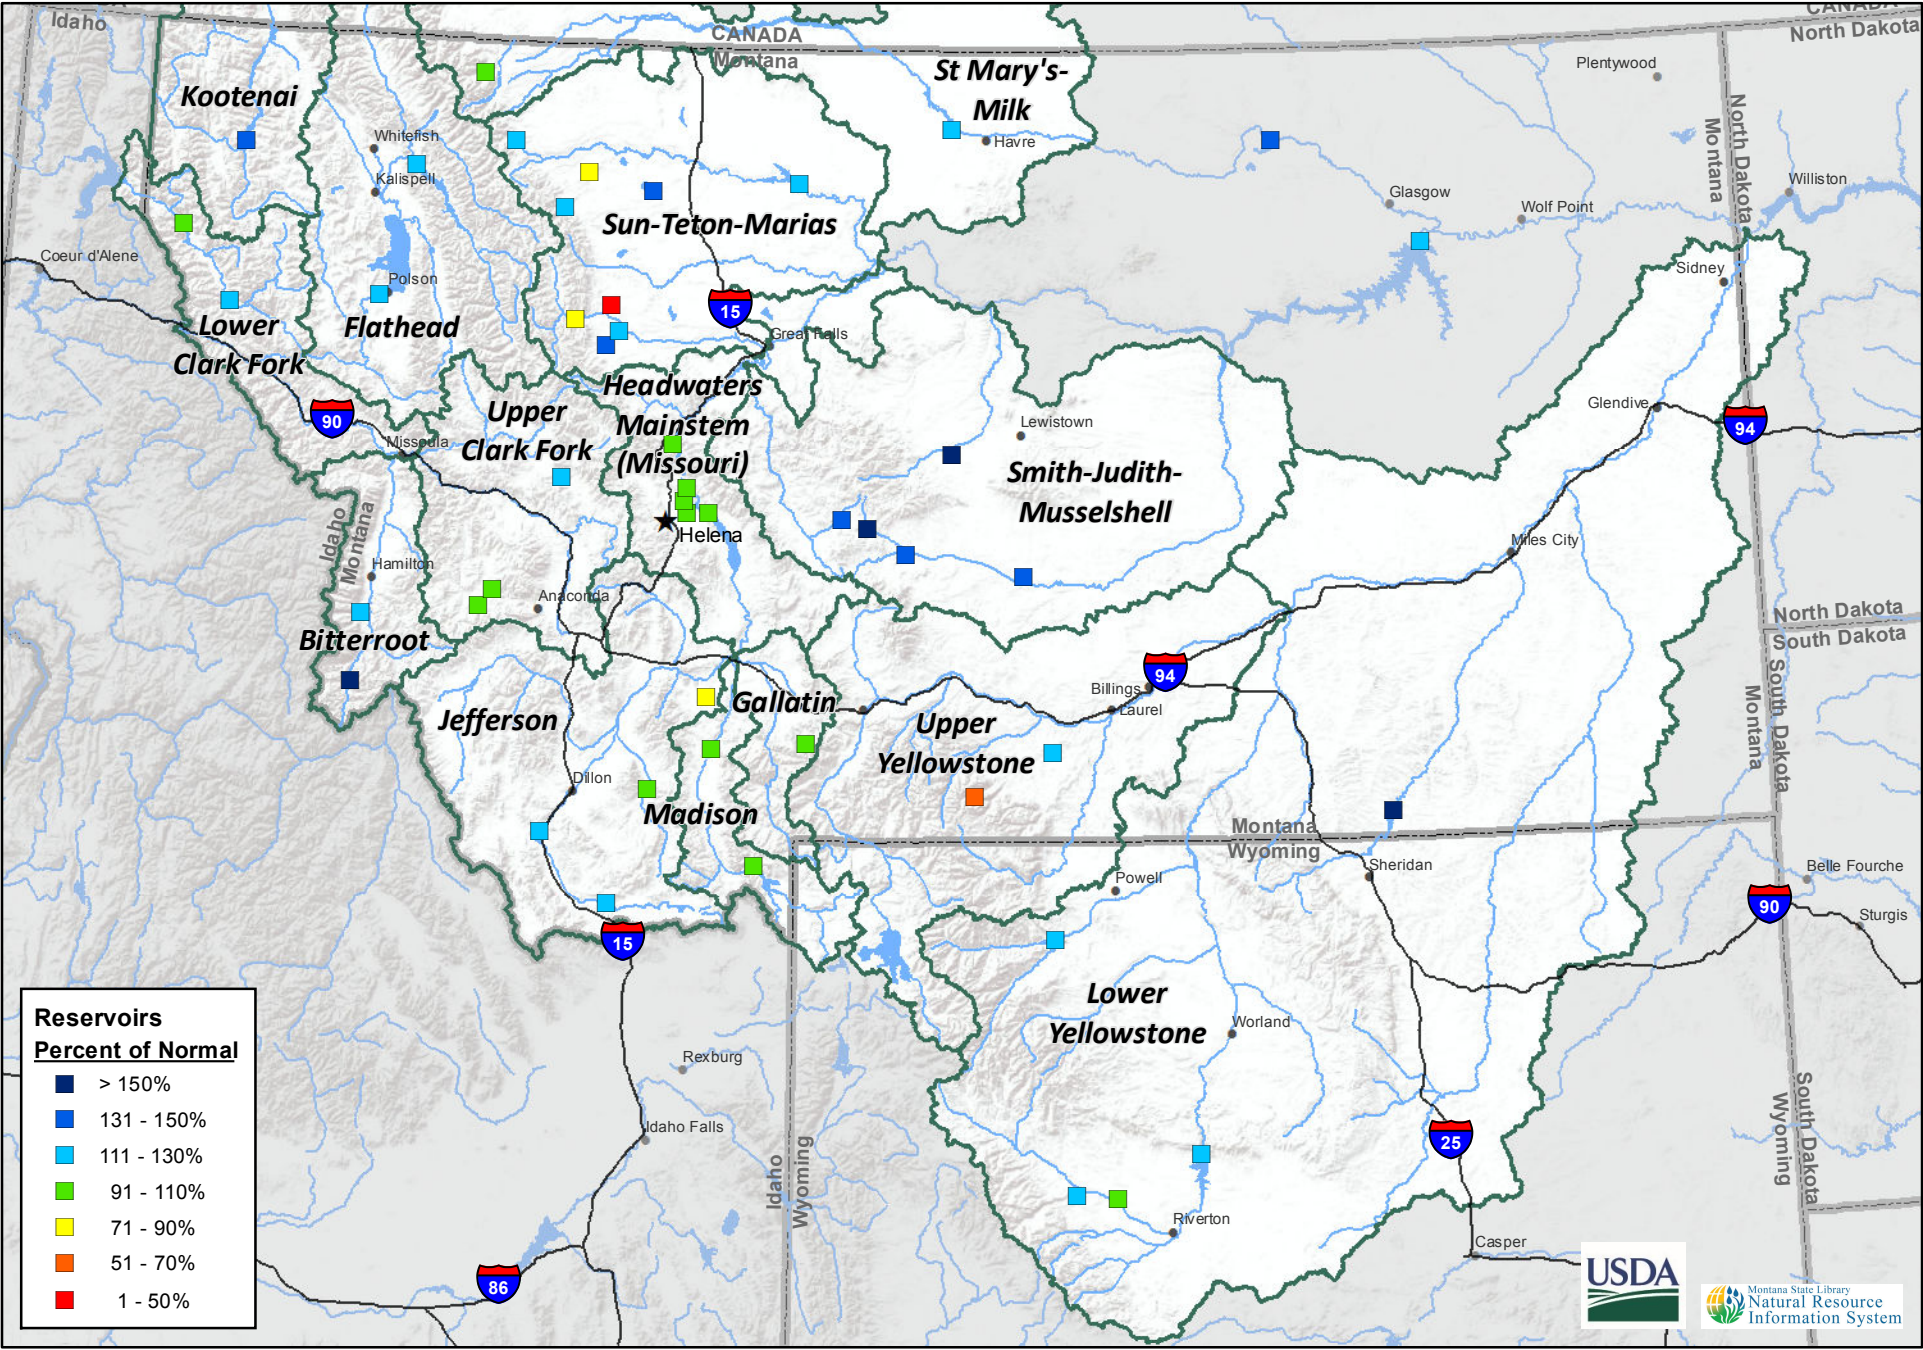 Idaho
CANADA
Montana
CANADA
North Dakota
Kootenai
St Mary's-
Milk
Plentywood
Whitefish
Havre
North Dakota
Montana
Kalispell
Glasgow
Wolf Point
Williston
Sun-Teton-Marias
Coeur d'Alene
Polson
Sidney
15
Lower
Clark Fork
Flathead
Great Falls
Headwaters
Mainstem
(Missouri)
Upper
Clark Fork
90
Missoula
Lewistown
Glendive
94
Smith-Judith-
Musselshell
Helena
Idaho
Montana
Hamilton
Anaconda
Miles City
Bitterroot
North Dakota
South Dakota
94
Billings
Laurel
South Dakota
Montana
Jefferson
Gallatin
Upper
Yellowstone
Dillon
Madison
Montana
Wyoming
Sheridan
Powell
Belle Fourche
90
Sturgis
15
Lower
Yellowstone
Worland
Rexburg
Idaho Falls
25
South Dakota
Wyoming
Idaho
Wyoming
Riverton
Casper
86
Reservoirs
Percent of Normal
> 150%
131 - 150%
111 - 130%
91 - 110%
71 - 90%
51 - 70%
1 - 50%
USDA
Montana State Library
Natural Resource
Information System